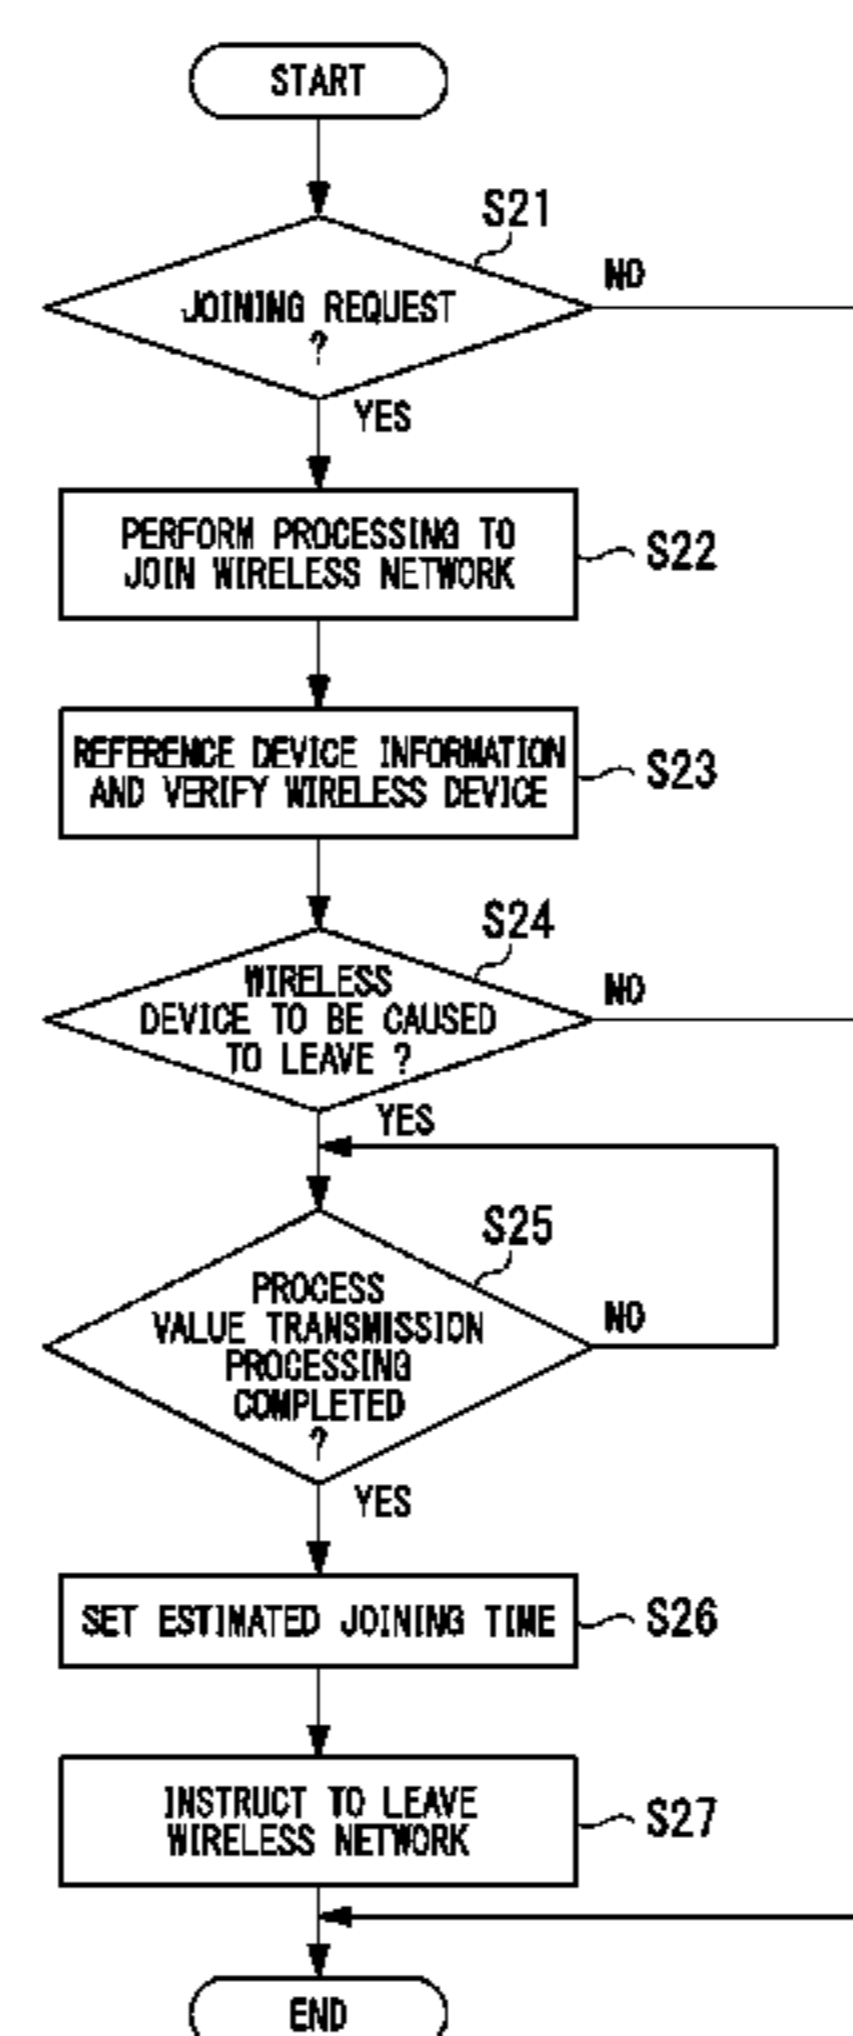 START
S21
JOINING REQUEST
?
NO
YES
PERFORM PROCESSING TO
JOIN WIRELESS NETWORK
S22
REFERENCE DEVICE INFORMATION
AND VERIFY WIRELESS DEVICE
S23
S24
WIRELESS
DEVICE TO BE CAUSED
TO LEAVE ?
NO
YES
S25
PROCESS
VALUE TRANSMISSION
PROCESSING
COMPLETED
?
NO
YES
SET ESTIMATED JOINING TIME
S26
INSTRUCT TO LEAVE
WIRELESS NETWORK
S27
END